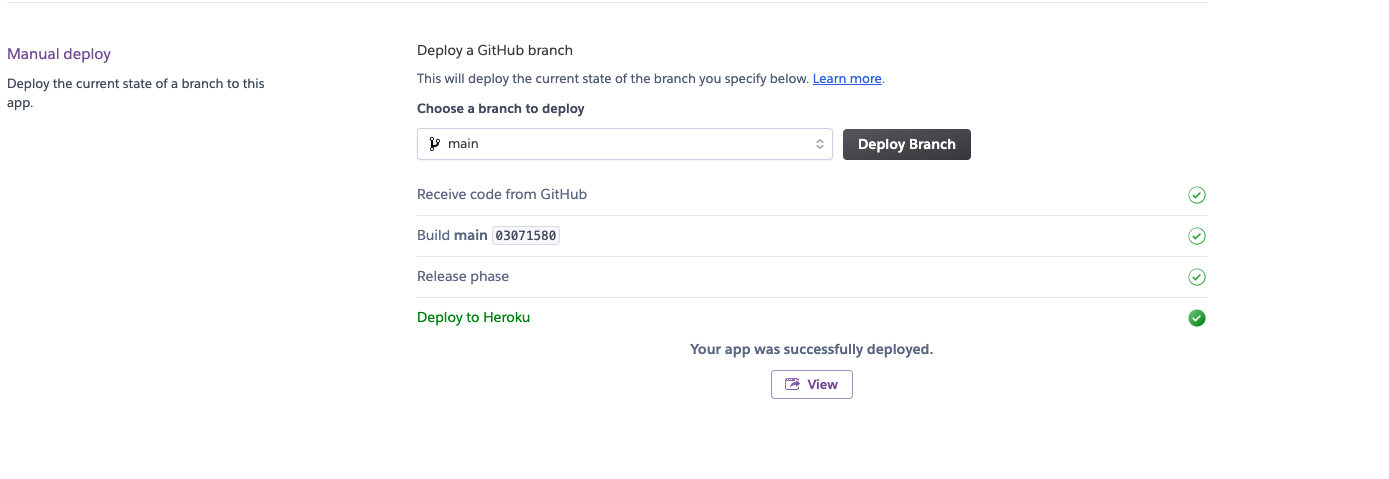 Manual deploy
Deploy the current state of a branch to this
app.
Deploy a GitHub branch
This will deploy the current state of the branch you specify below. Learn more.
Choose a branch to deploy
main
Deploy Branch
Receive code from GitHub
Build main 03071580
Release phase
Deploy to Heroku
Your app was successfully deployed.
View